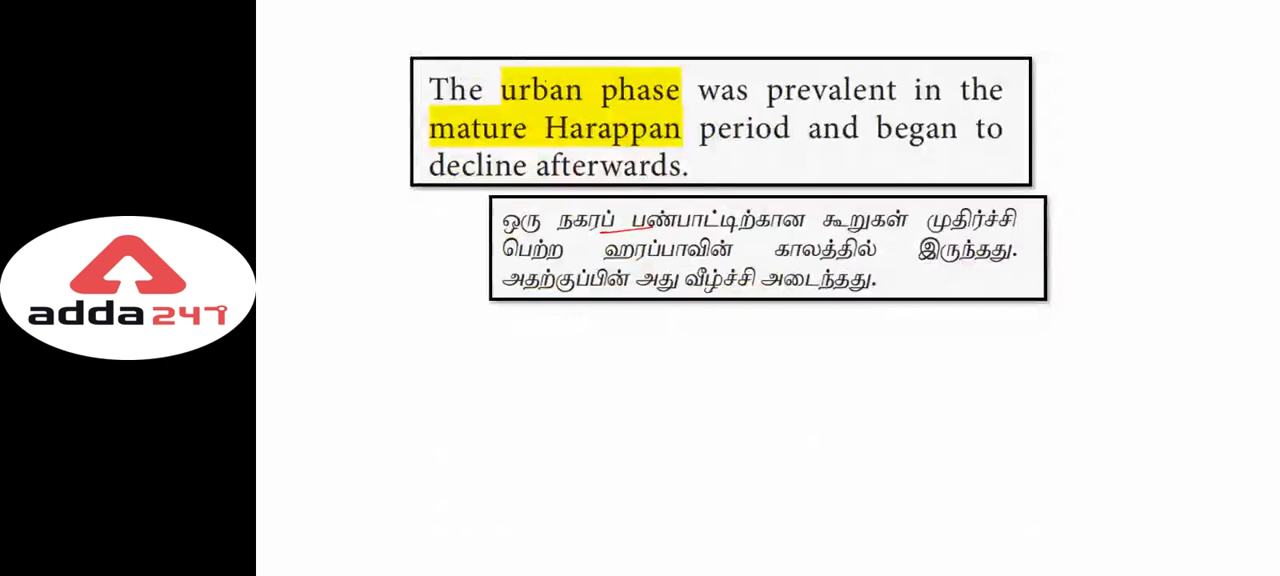 The urban phase was prevalent in the
mature Harappan period and began to
decline afterwards.
ஒரு நகரப் பண்பாட்டிற்கான கூறுகள் முதிர்ச்சி
பெற்ற ஹரப்பாவின் காலத்தில் இருந்தது.
அதற்குப்பின் அது வீழ்ச்சி அடைந்தது.
adda247